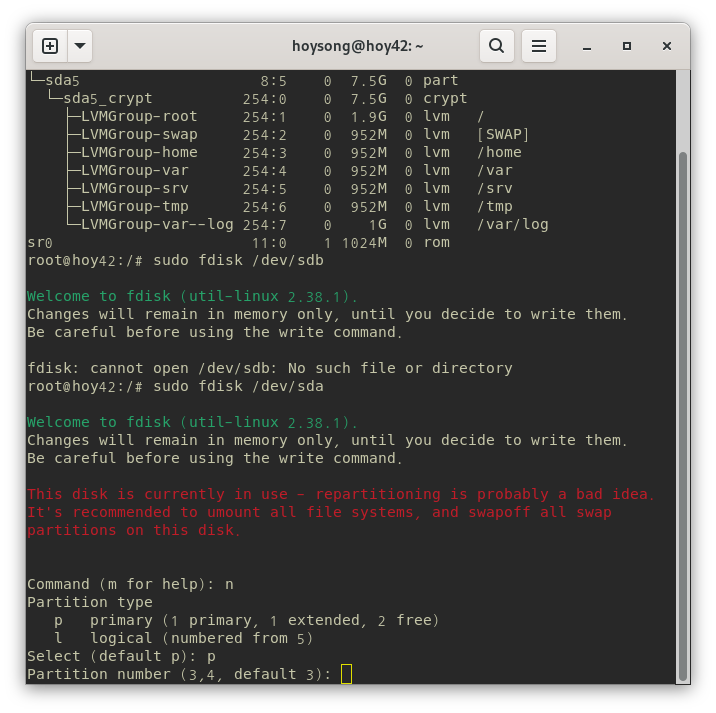 hoysong@hoy42: ~
└─sda5 8:5 0 7.5G 0 part
└─sda5_crypt 254:0 0 7.5G 0 crypt
├─LVMGroup-root 254:1 0 1.9G 0 lvm /
├─LVMGroup-swap 254:2 0 952M 0 lvm [SWAP]
├─LVMGroup-home 254:3 0 952M 0 lvm /home
├─LVMGroup-var 254:4 0 952M 0 lvm /var
├─LVMGroup-srv 254:5 0 952M 0 lvm /srv
├─LVMGroup-tmp 254:6 0 952M 0 lvm /tmp
└─LVMGroup-var--log 254:7 0 1G 0 lvm /var/log
sr0 11:0 1 1024M 0 rom
root@hoy42:/# sudo fdisk /dev/sdb
Welcome to fdisk (util-linux 2.38.1).
Changes will remain in memory only, until you decide to write them.
Be careful before using the write command.
fdisk: cannot open /dev/sdb: No such file or directory
root@hoy42:/# sudo fdisk /dev/sda
Welcome to fdisk (util-linux 2.38.1).
Changes will remain in memory only, until you decide to write them.
Be careful before using the write command.
This disk is currently in use - repartitioning is probably a bad idea.
It's recommended to umount all file systems, and swapoff all swap
partitions on this disk.
Command (m for help): n
Partition type
p primary (1 primary, 1 extended, 2 free)
l logical (numbered from 5)
Select (default p): p
Partition number (3,4, default 3):